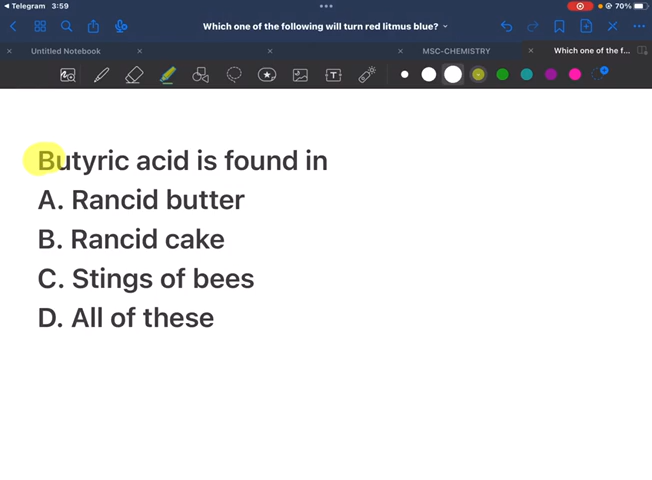 Telegram 3:59
70%
Which one of the following will turn red litmus blue?
Untitled Notebook
MSC-CHEMISTRY
Which one of the f...
Butyric acid is found in
A. Rancid butter
B. Rancid cake
C. Stings of bees
D. All of these